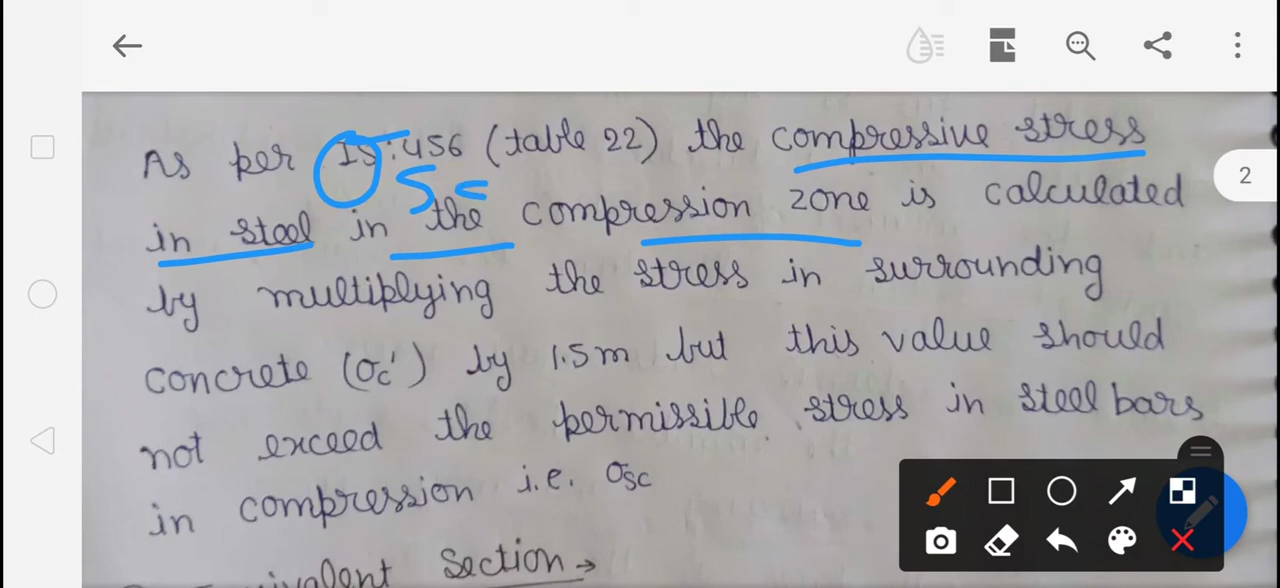 2
As per IS:456 (table 22) the compressive stress
σsc
in steel in the compression zone is calculated
by multiplying the stress in surrounding
concrete (σc') by 1.5m but this value should
not exceed the permissible stress in steel bars
in compression i.e. σsc
Section →